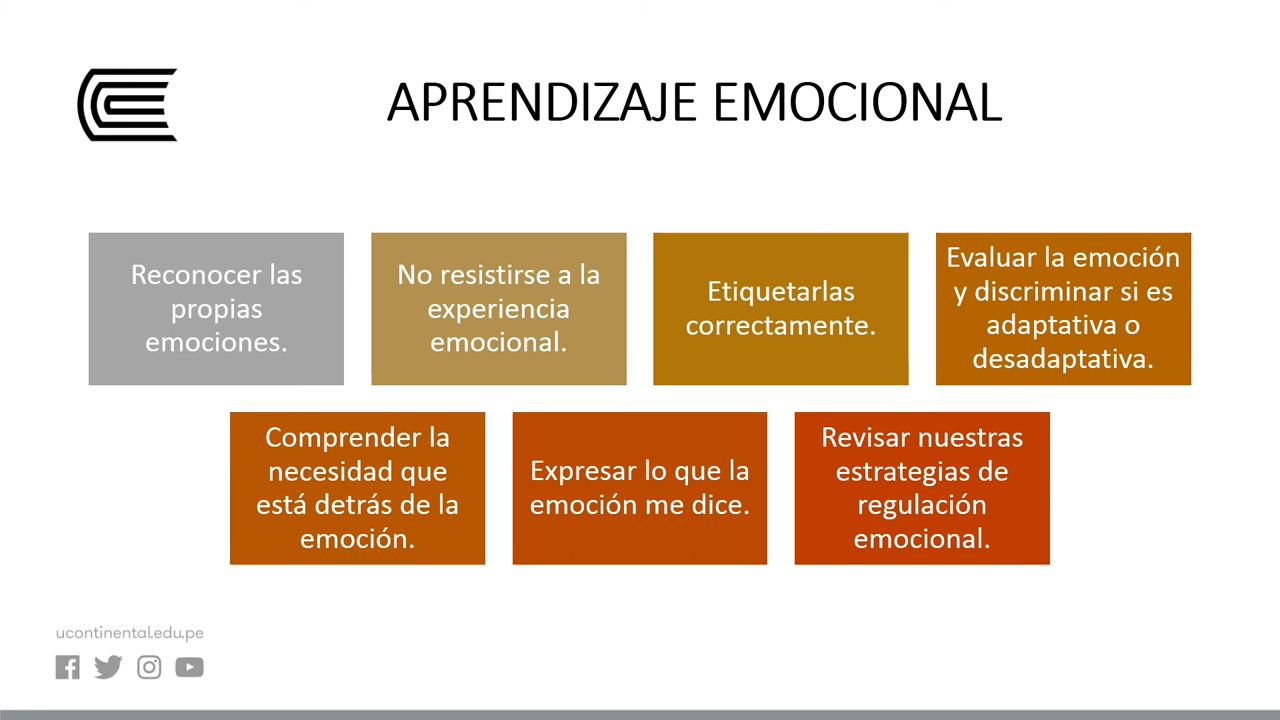 APRENDIZAJE EMOCIONAL
Reconocer las
propias
emociones.
No resistirse a la
experiencia
emocional.
Etiquetarlas
correctamente.
Evaluar la emoción
y discriminar si es
adaptativa o
desadaptativa.
Comprender la
necesidad que
está detrás de la
emoción.
Expresar lo que la
emoción me dice.
Revisar nuestras
estrategias de
regulación
emocional.
ucontinental.edu.pe